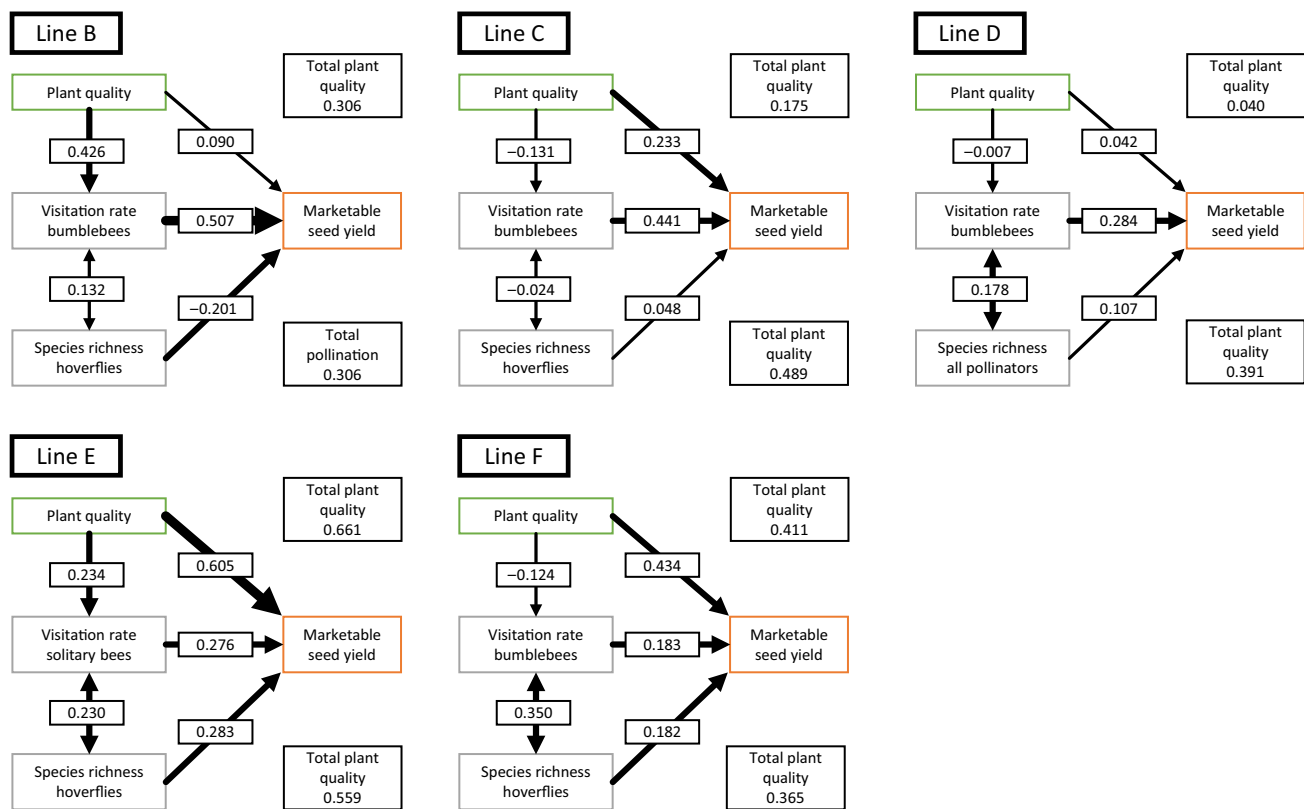 Line B
Total plant
quality
0.306
Plant quality
0.090
0.426
Visitation rate
bumblebees
0.507
Marketable
seed yield
0.132
−0.201
Species richness
hoverflies
Total
pollination
0.306
Line C
Total plant
quality
0.175
Plant quality
0.233
−0.131
Visitation rate
bumblebees
0.441
Marketable
seed yield
−0.024
0.048
Species richness
hoverflies
Total plant
quality
0.489
Line D
Total plant
quality
0.040
Plant quality
0.042
−0.007
Visitation rate
bumblebees
0.284
Marketable
seed yield
0.178
0.107
Species richness
all pollinators
Total plant
quality
0.391
Line E
Total plant
quality
0.661
Plant quality
0.605
0.234
Visitation rate
solitary bees
0.276
Marketable
seed yield
0.230
0.283
Species richness
hoverflies
Total plant
quality
0.559
Line F
Total plant
quality
0.411
Plant quality
0.434
−0.124
Visitation rate
bumblebees
0.183
Marketable
seed yield
0.350
0.182
Species richness
hoverflies
Total plant
quality
0.365